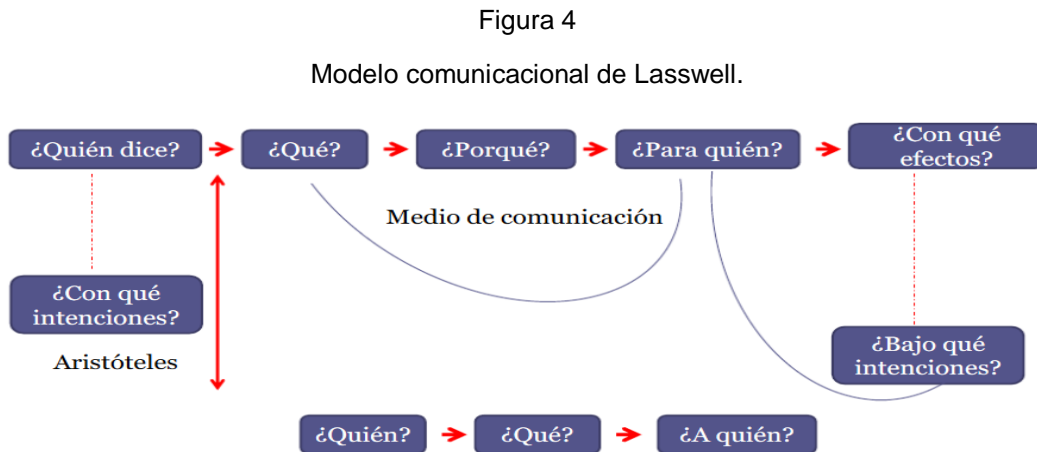 Figura 4
Modelo comunicacional de Lasswell.
¿Quién dice?
¿Qué?
¿Porqué?
¿Para quién?
¿Con qué
efectos?
Medio de comunicación
¿Con qué
intenciones?
Aristóteles
¿Bajo qué
intenciones?
¿Quién?
¿Qué?
¿A quién?